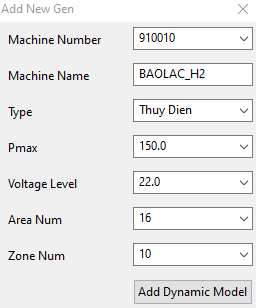 Add New Gen
Machine Number 910010
Machine Name BAOLAC_H2
Type Thuy Dien
Pmax 150.0
Voltage Level 22.0
Area Num 16
Zone Num 10
Add Dynamic Model